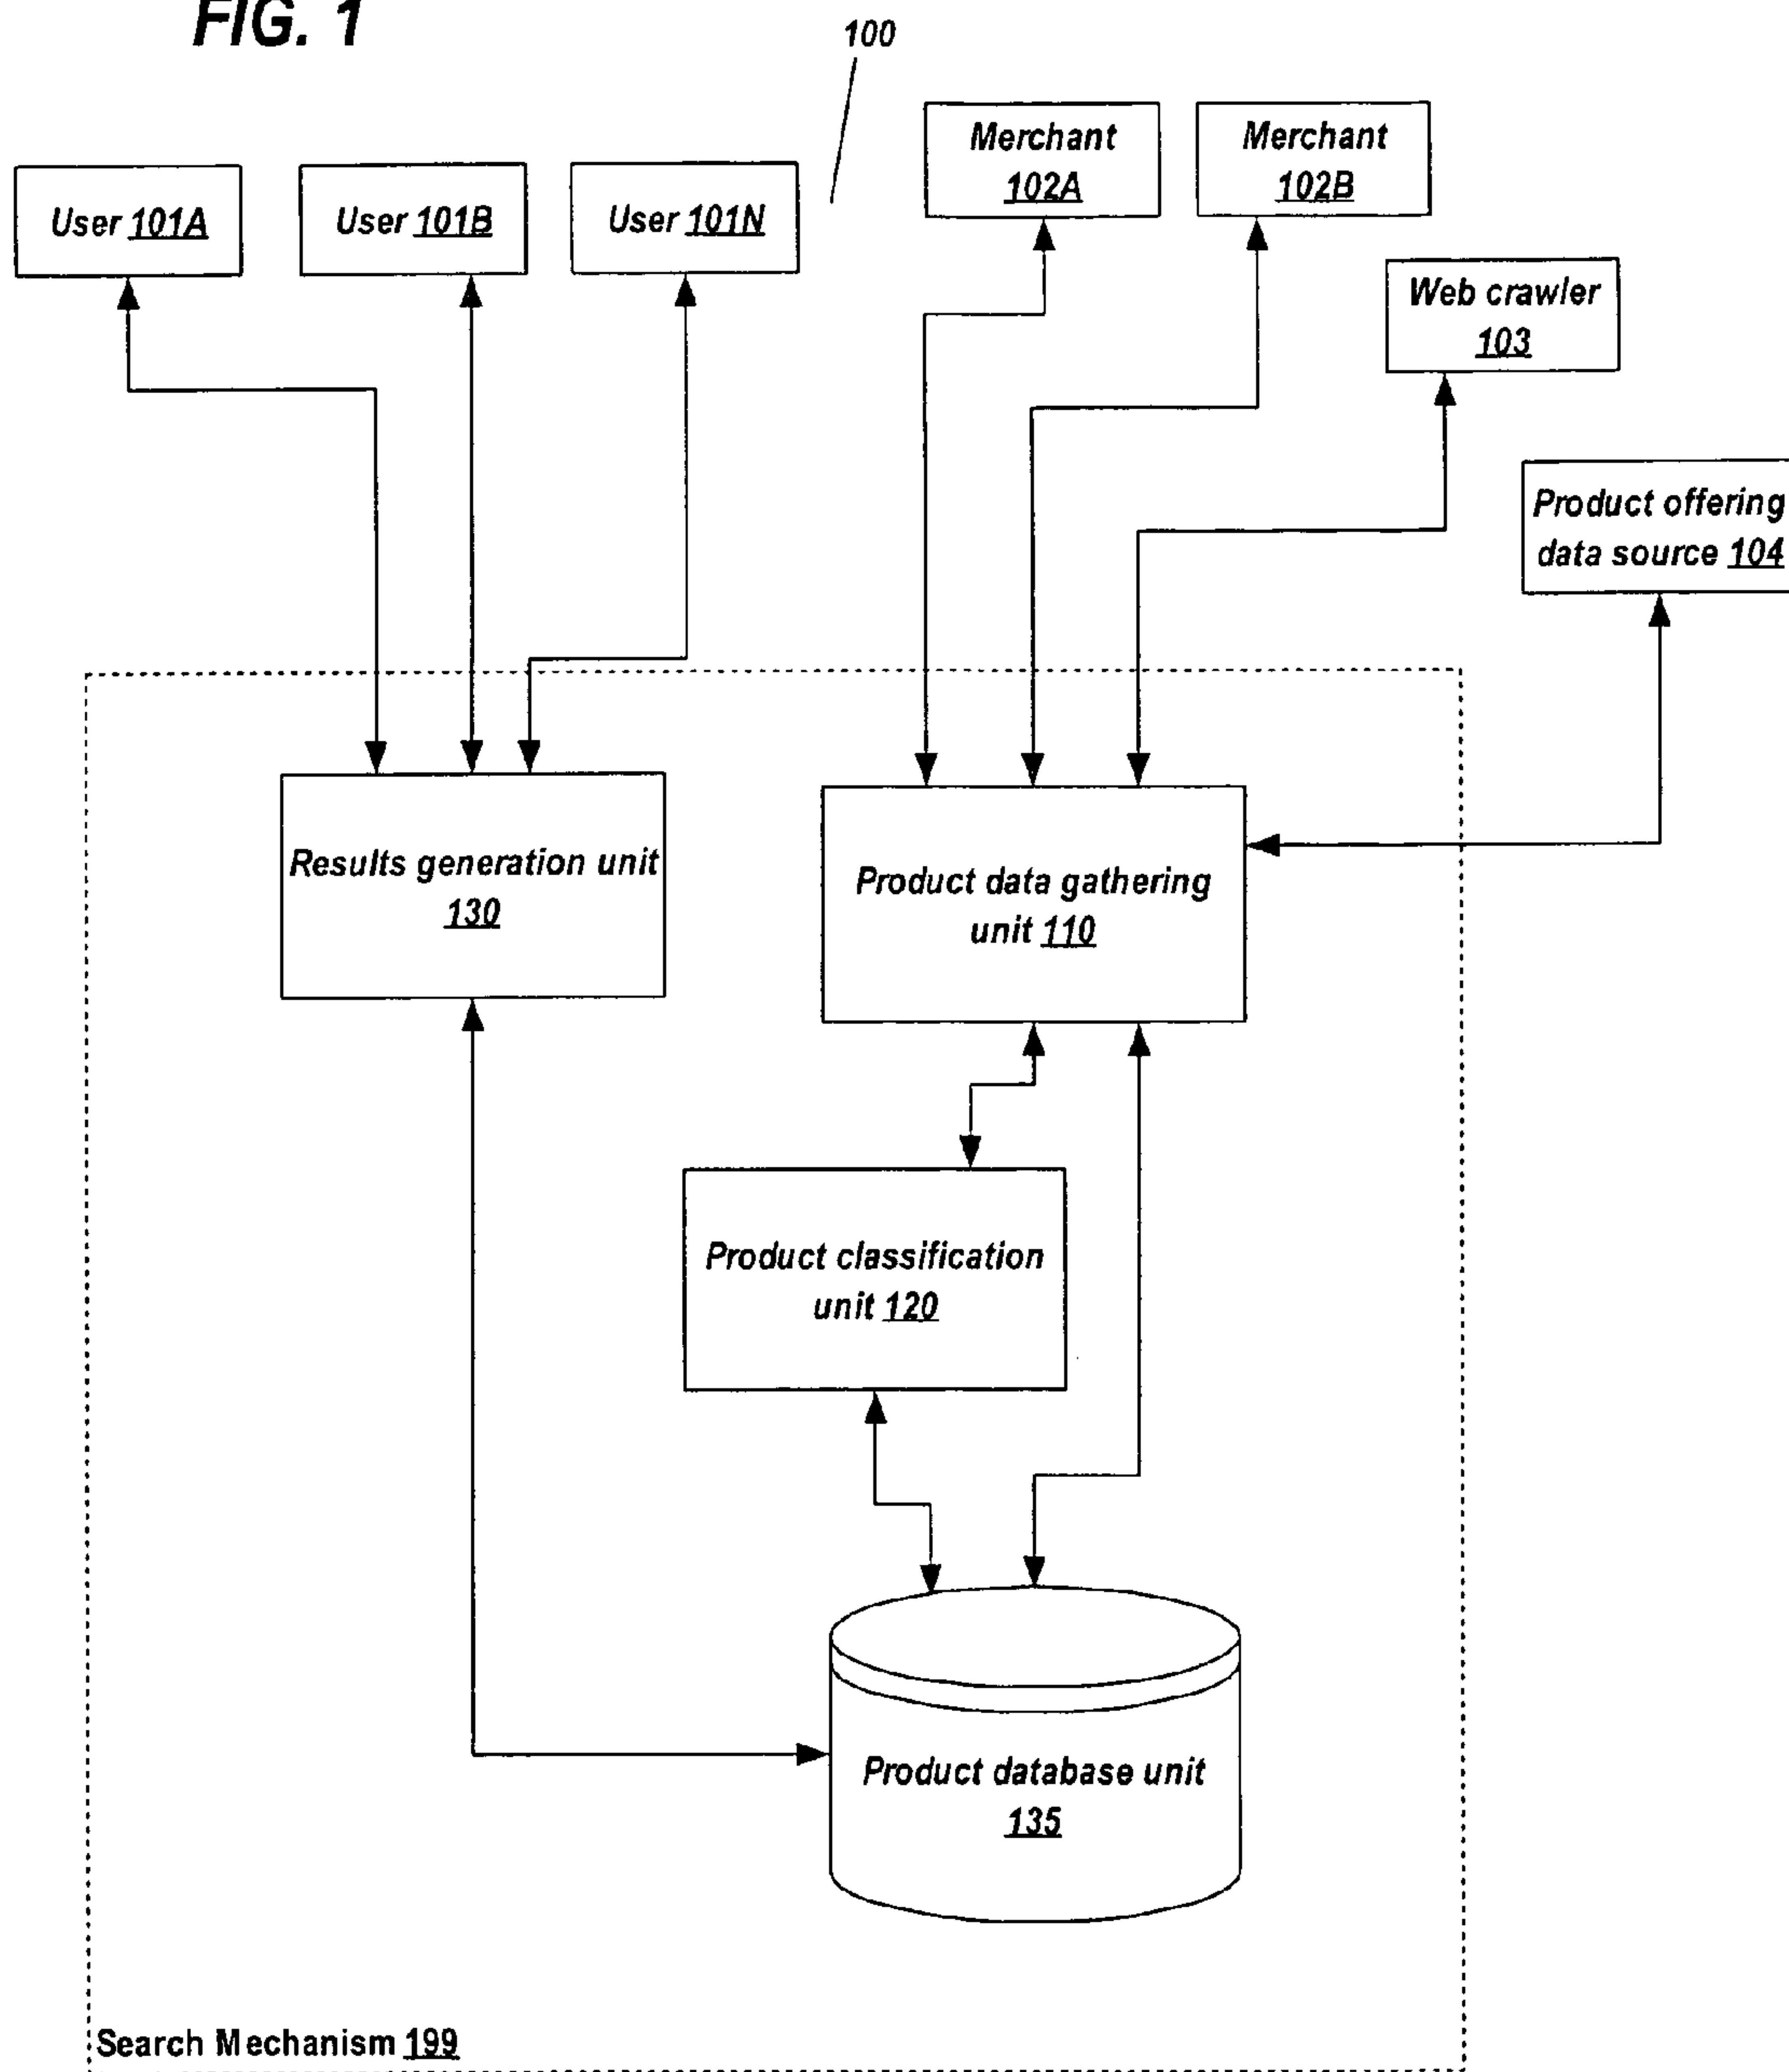 FIG. 1
100
Merchant
102A
Merchant
102B
User 101A
User 101B
User 101N
Web crawler
103
Product offering
data source 104
Results generation unit
130
Product data gathering
unit 110
Product classification
unit 120
Product database unit
135
Search Mechanism 199